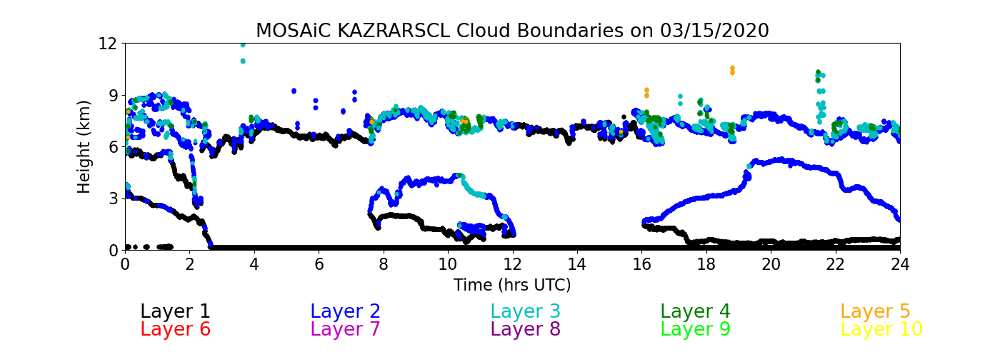 MOSAiC KAZRARSCL Cloud Boundaries on 03/15/2020
12
9
6
3
0
Height (km)
0 2 4 6 8 10 12 14 16 18 20 22 24
Time (hrs UTC)
Layer 1 Layer 2 Layer 3 Layer 4 Layer 5
Layer 6 Layer 7 Layer 8 Layer 9 Layer 10